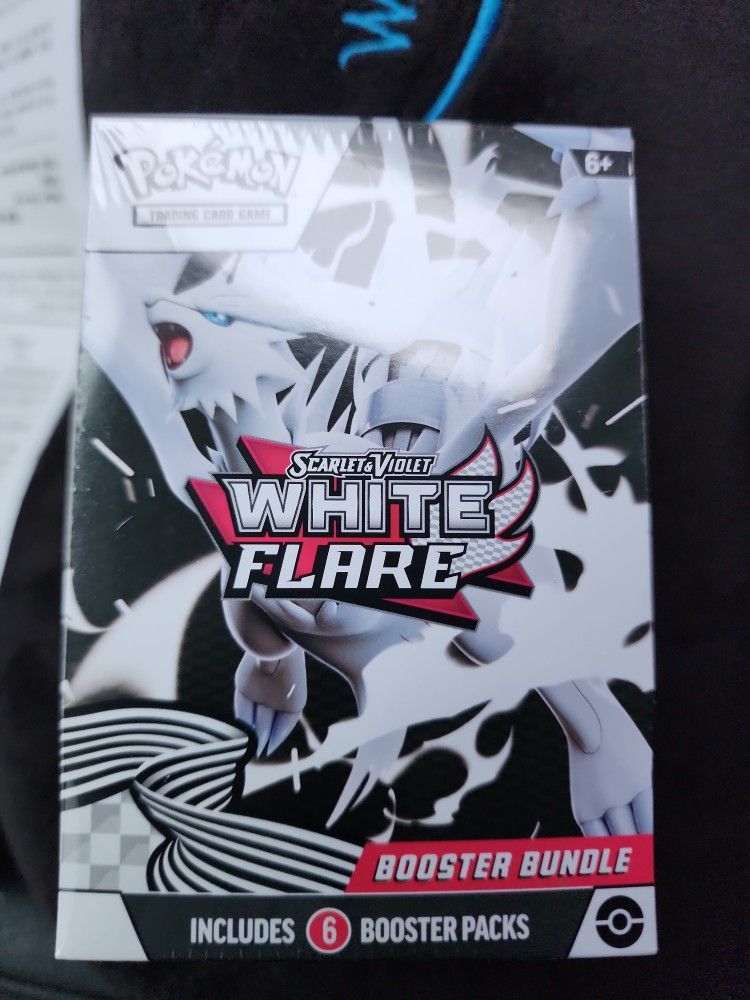 POKéMON
TRADING CARD GAME
6+
SCARLET & VIOLET
WHITE
FLARE
BOOSTER BUNDLE
INCLUDES 6 BOOSTER PACKS